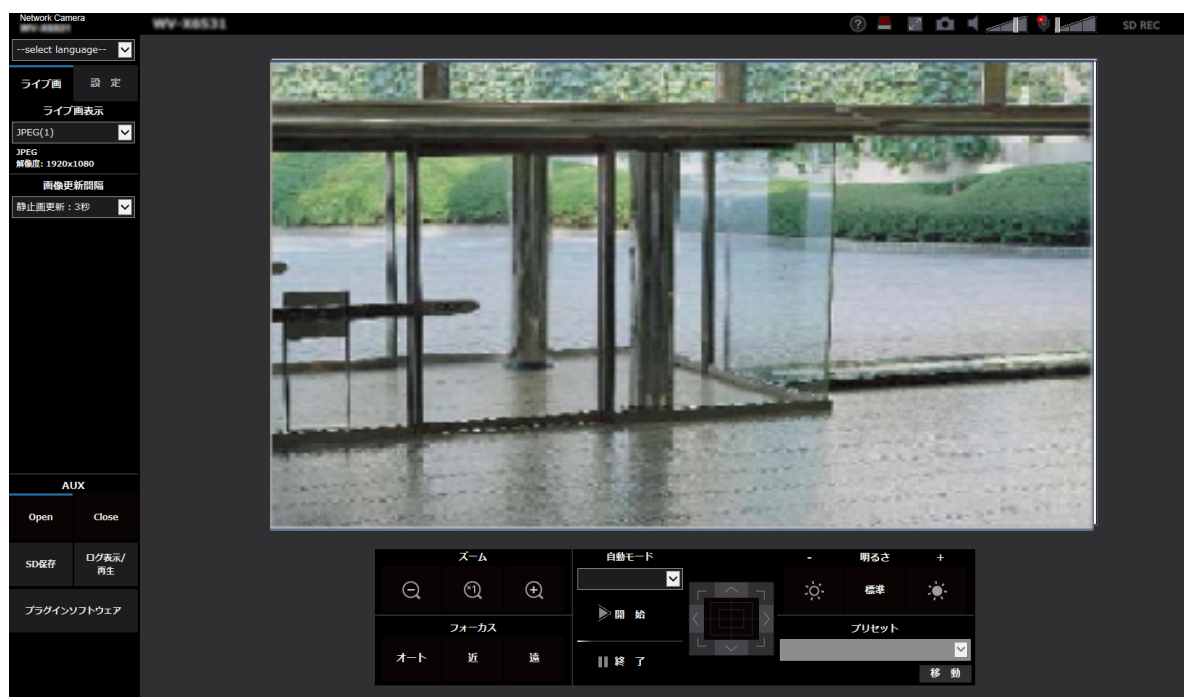 Network Camera
WV-X6531
SD REC
--select language--
ライブ画
設 定
ライブ画表示
JPEG(1)
JPEG
解像度: 1920x1080
画像更新間隔
静止画更新：3秒
AUX
Open
Close
SD保存
ログ表示/
再生
プラグインソフトウェア
ズーム
×1
フォーカス
オート
近
遠
自動モード
開 始
終 了
-
明るさ
+
標準
プリセット
移 動